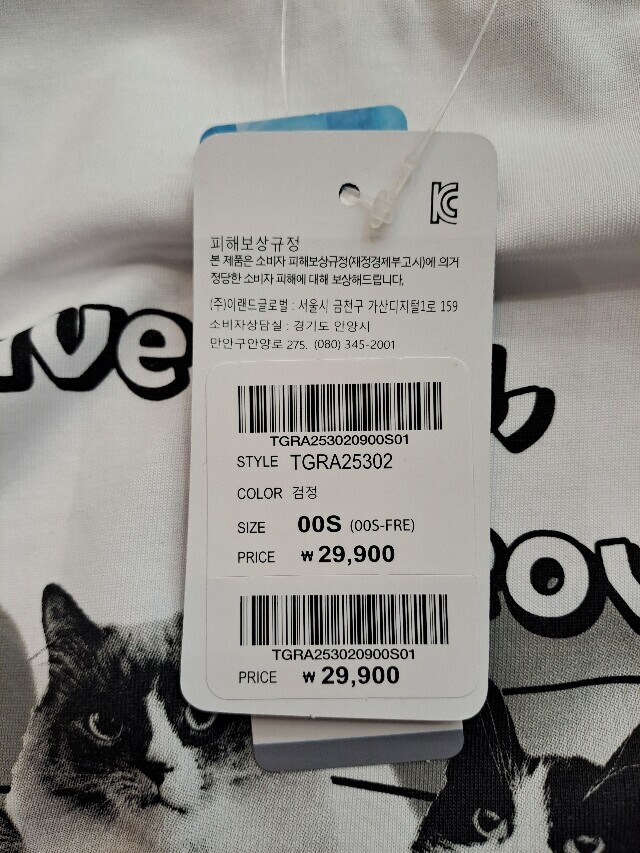 피해보상규정
본 제품은 소비자 피해보상규정(재정경제부고시)에 의거
정당한 소비자 피해에 대해 보상해드립니다.
(주)이랜드글로벌 : 서울시 금천구 가산디지털1로 159
소비자상담실 : 경기도 안양시
만안구안양로 275. (080) 345-2001
TGRA253020900S01
STYLE TGRA25302
COLOR 검정
SIZE 00S (00S-FRE)
PRICE ₩ 29,900
TGRA253020900S01
PRICE ₩ 29,900